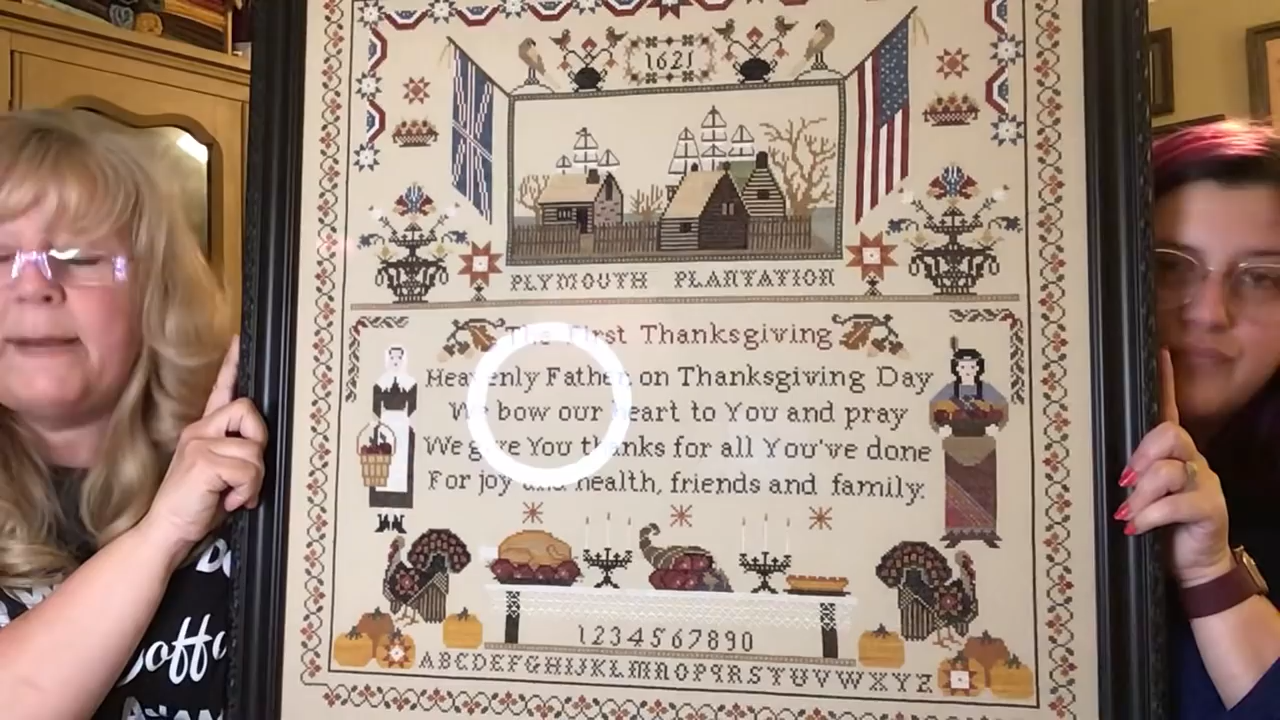 1621
PLYMOUTH PLANTATION
The First Thanksgiving
Heavenly Father on Thanksgiving Day
We bow our heart to You and pray
We give You thanks for all You've done
For joy and health, friends and family.
1234567890
ABCDEFGHIJKLMNOPQRSTUVWXYZ